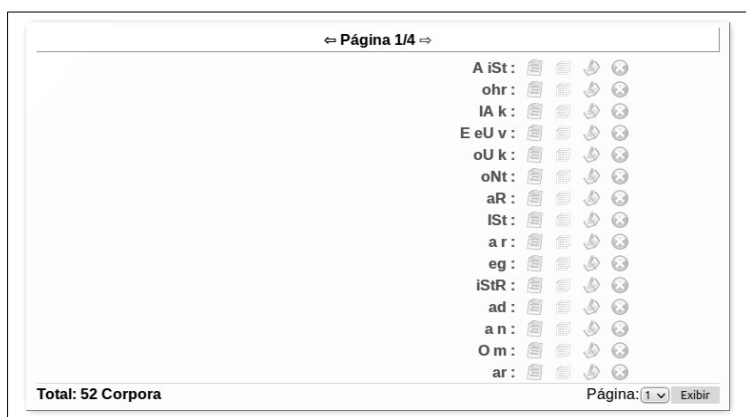 ⇦ Página 1/4 ⇨
A iSt :
ohr :
IA k :
E eU v :
oU k :
oNt :
aR :
ISt :
a r :
eg :
iStR :
ad :
a n :
O m :
ar :
Total: 52 Corpora Página: 1 Exibir